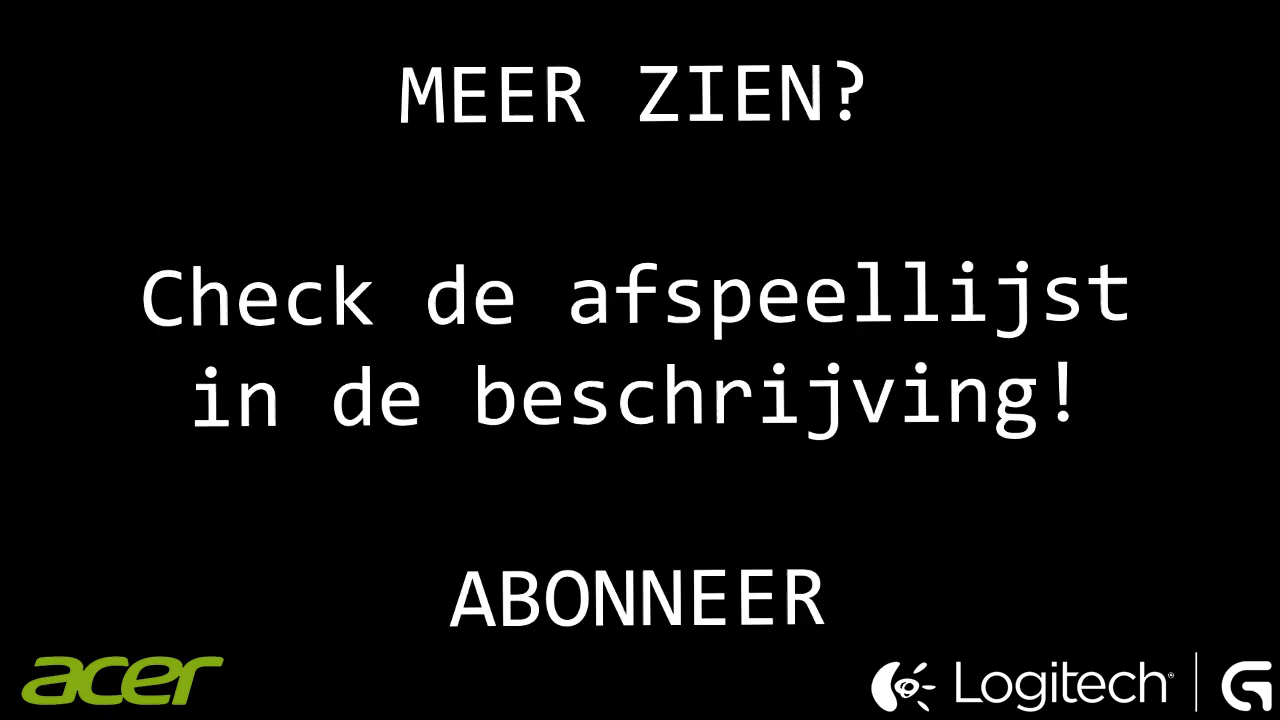 MEER ZIEN?
Check de afspeellijst
in de beschrijving!
ABONNEER
acer
Logitech® | G